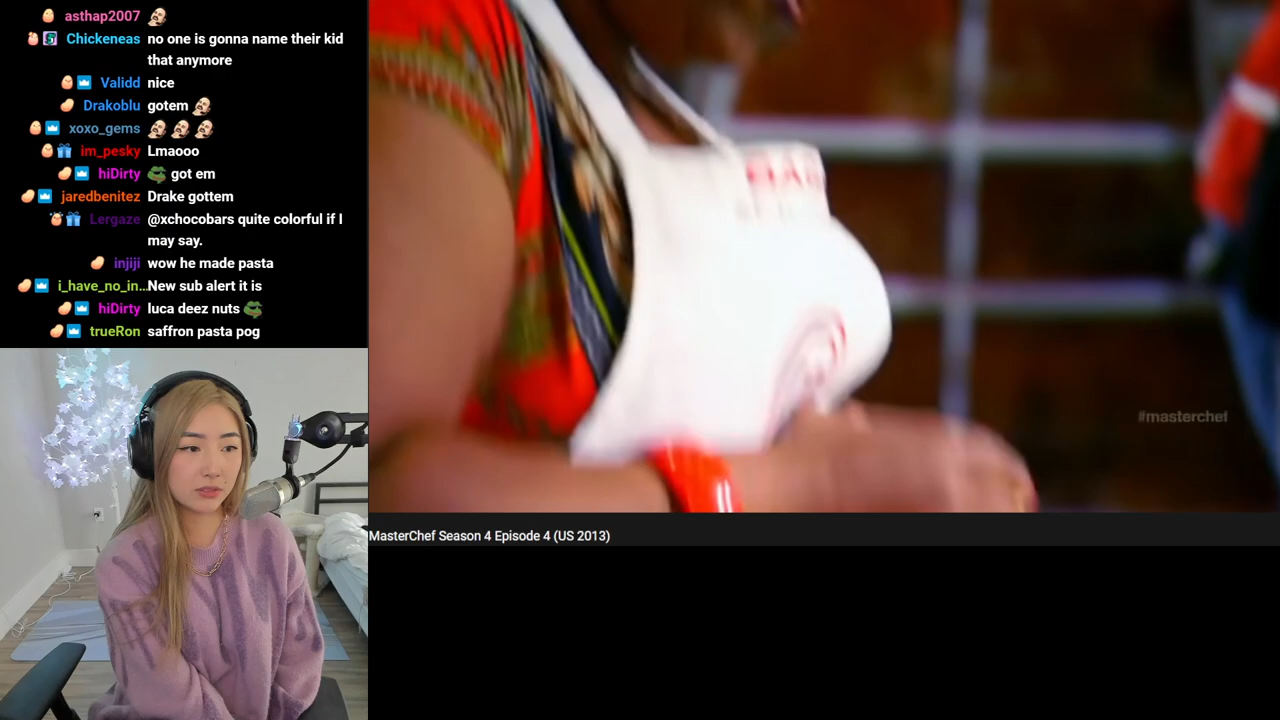 asthap2007
Chickeneas no one is gonna name their kid
that anymore
Validd nice
Drakoblu gotem
xoxo_gems
im_pesky Lmaooo
hiDirty got em
jaredbenitez Drake gottem
Lergaze @xchocobars quite colorful if I
may say.
injiji wow he made pasta
i_have_no_in... New sub alert it is
hiDirty luca deez nuts
trueRon saffron pasta pog
#masterchef
MasterChef Season 4 Episode 4 (US 2013)